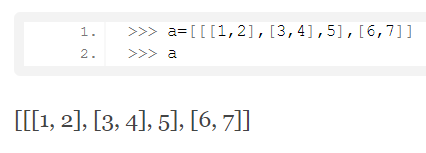 1. >>> a=[[[1,2],[3,4],5],[6,7]]
2. >>> a
[[[1, 2], [3, 4], 5], [6, 7]]